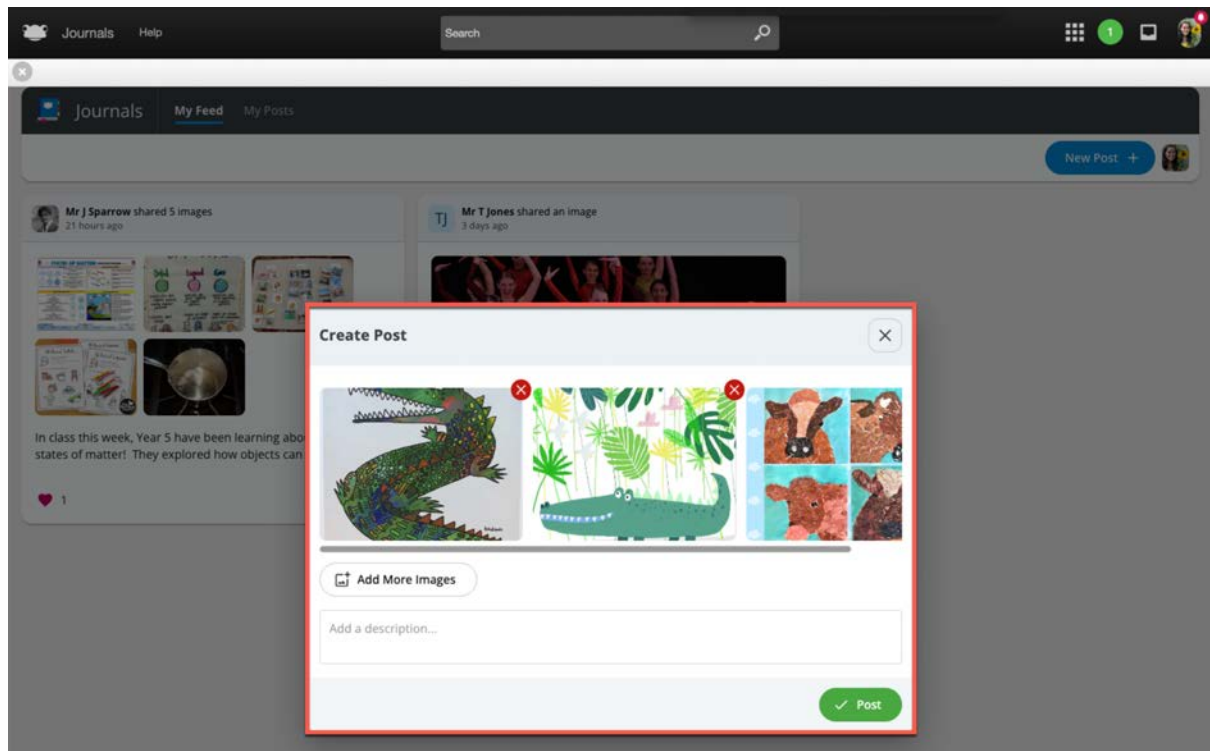 Journals Help Search 1
Journals My Feed My Posts
New Post +
Mr J Sparrow shared 5 images
21 hours ago
TJ
Mr T Jones shared an image
3 days ago
In class this week, Year 5 have been learning abo
states of matter! They explored how objects can
1
Create Post
Add More Images
Add a description...
Post